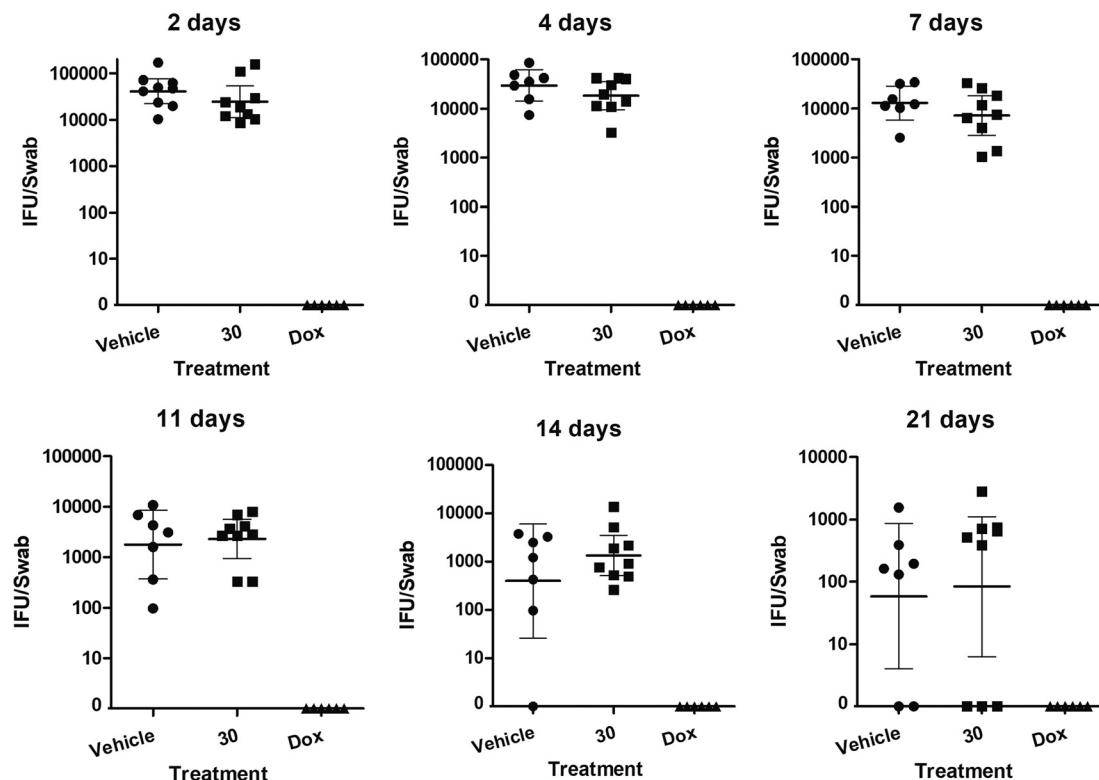 2 days
4 days
7 days
IFU/Swab
100000
10000
1000
100
10
0
Vehicle
30
Dox
Treatment
IFU/Swab
100000
10000
1000
100
10
0
Vehicle
30
Dox
Treatment
IFU/Swab
100000
10000
1000
100
10
0
Vehicle
30
Dox
Treatment
11 days
14 days
21 days
IFU/Swab
100000
10000
1000
100
10
0
Vehicle
30
Dox
Treatment
IFU/Swab
100000
10000
1000
100
10
0
Vehicle
30
Dox
Treatment
IFU/Swab
10000
1000
100
10
0
Vehicle
30
Dox
Treatment